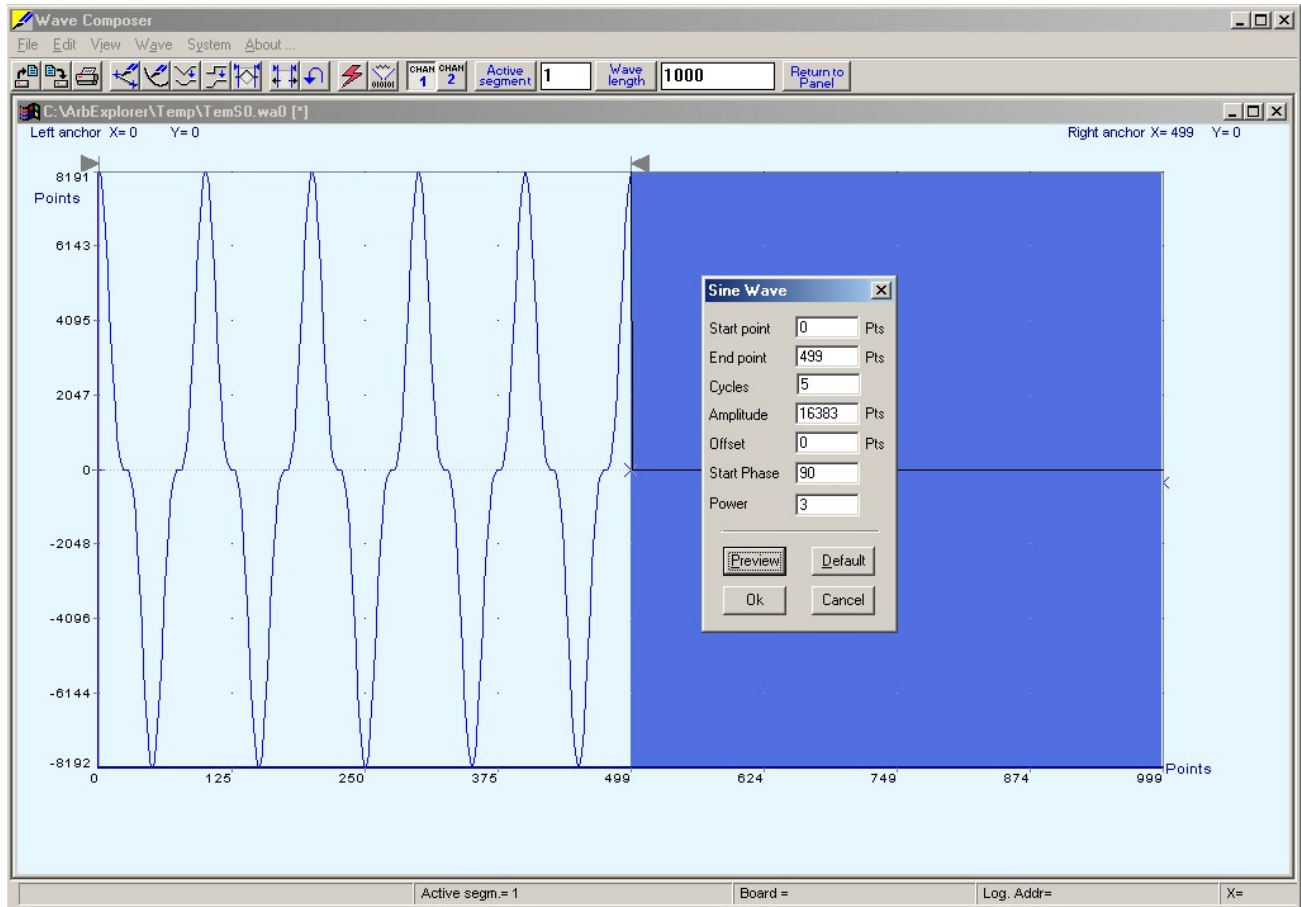 Wave Composer
File Edit View Wave System About ...
CHAN 1 CHAN 2 Active segment 1 Wave length 1000 Return to Panel
010101
C:\ArbExplorer\Temp\TemS0.wa0 [*]
Left anchor X= 0 Y= 0 Right anchor X= 499 Y= 0
8191
Points
6143
4095
2047
0
-2048
-4096
-6144
-8192
0 125 250 375 499 624 749 874 999 Points
Sine Wave
Start point 0 Pts
End point 499 Pts
Cycles 5
Amplitude 16383 Pts
Offset 0 Pts
Start Phase 90
Power 3
Preview Default
Ok Cancel
Active segm.= 1 Board = Log. Addr= X=